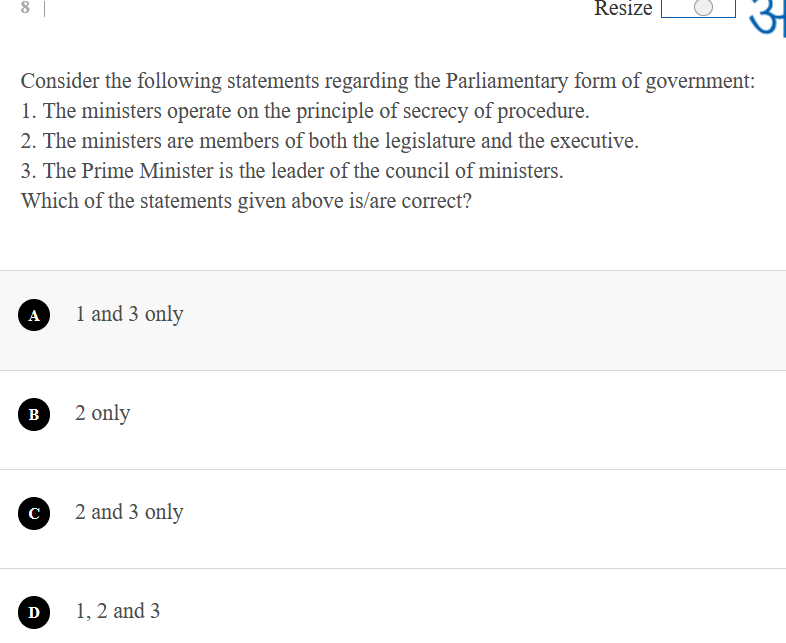 8 |
Resize
अ
Consider the following statements regarding the Parliamentary form of government:
1. The ministers operate on the principle of secrecy of procedure.
2. The ministers are members of both the legislature and the executive.
3. The Prime Minister is the leader of the council of ministers.
Which of the statements given above is/are correct?
A 1 and 3 only
B 2 only
C 2 and 3 only
D 1, 2 and 3